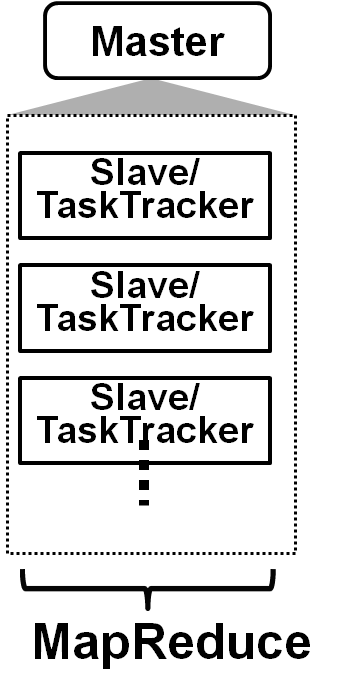 Master
Slave/
TaskTracker
Slave/
TaskTracker
Slave/
TaskTracker
MapReduce